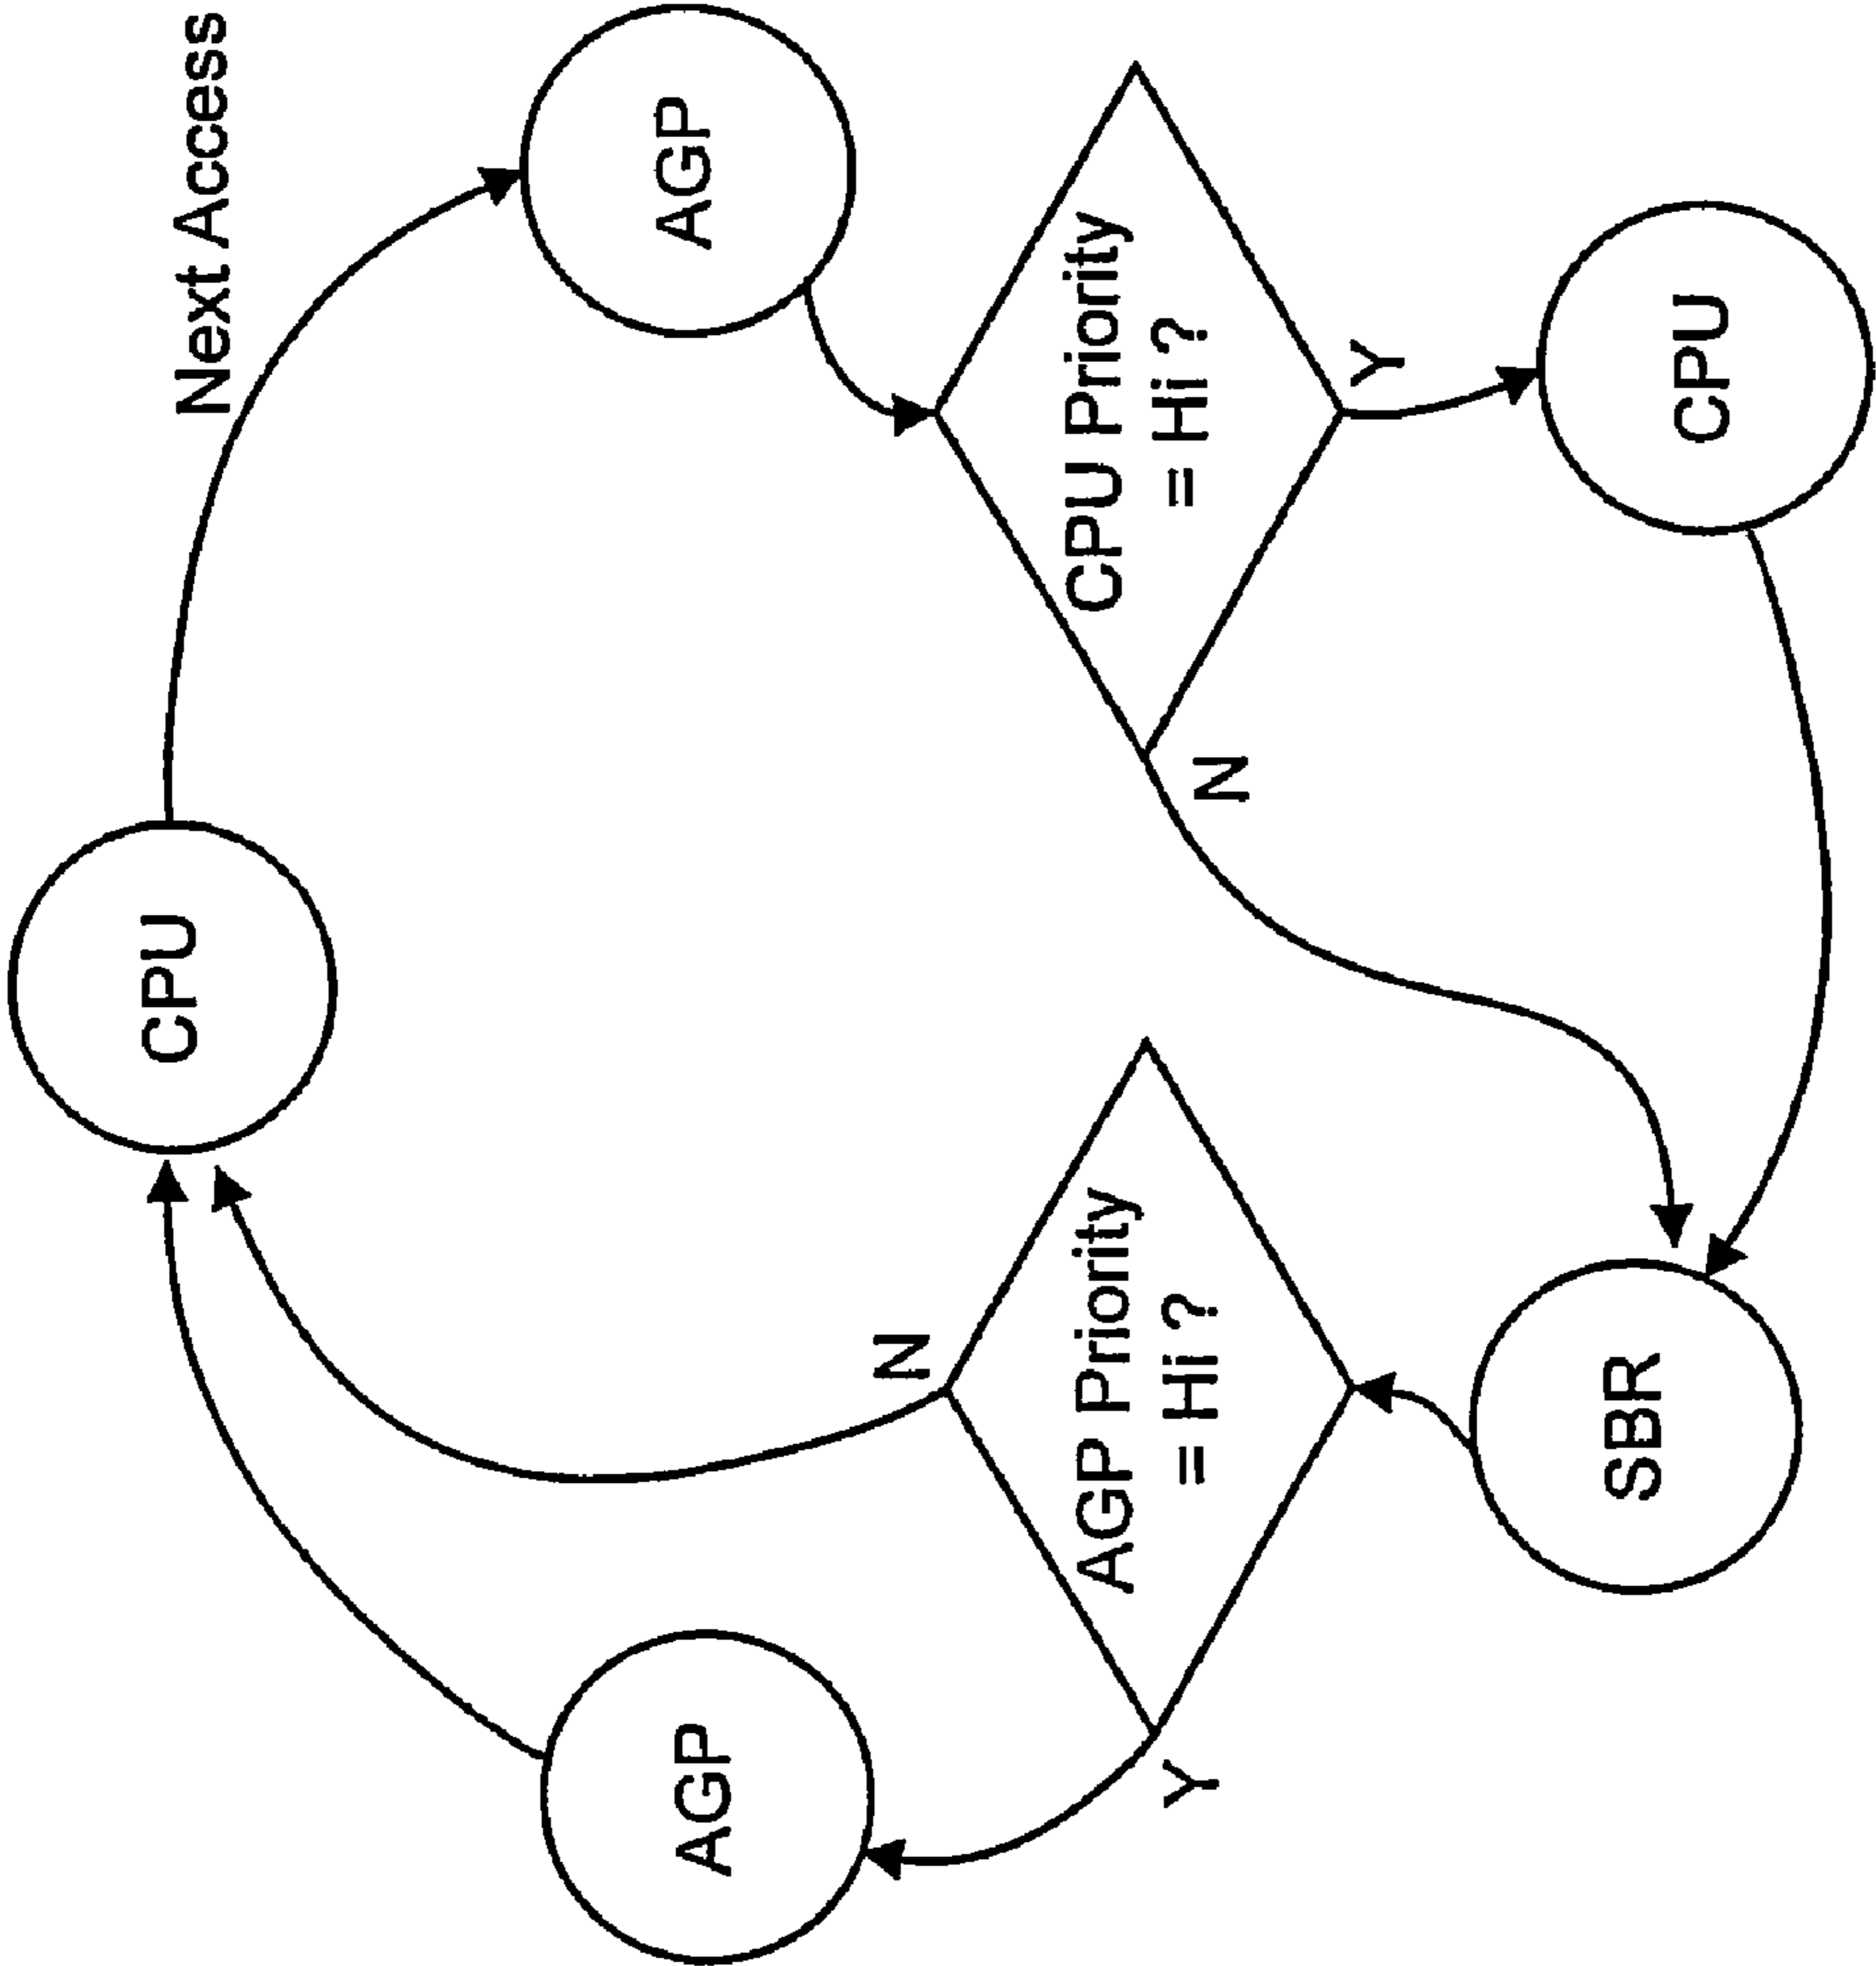 CPU
Next Access
AGP
CPU Priority
= Hi ?
Y
N
CPU
SBR
AGP Priority
= Hi ?
N
Y
AGP